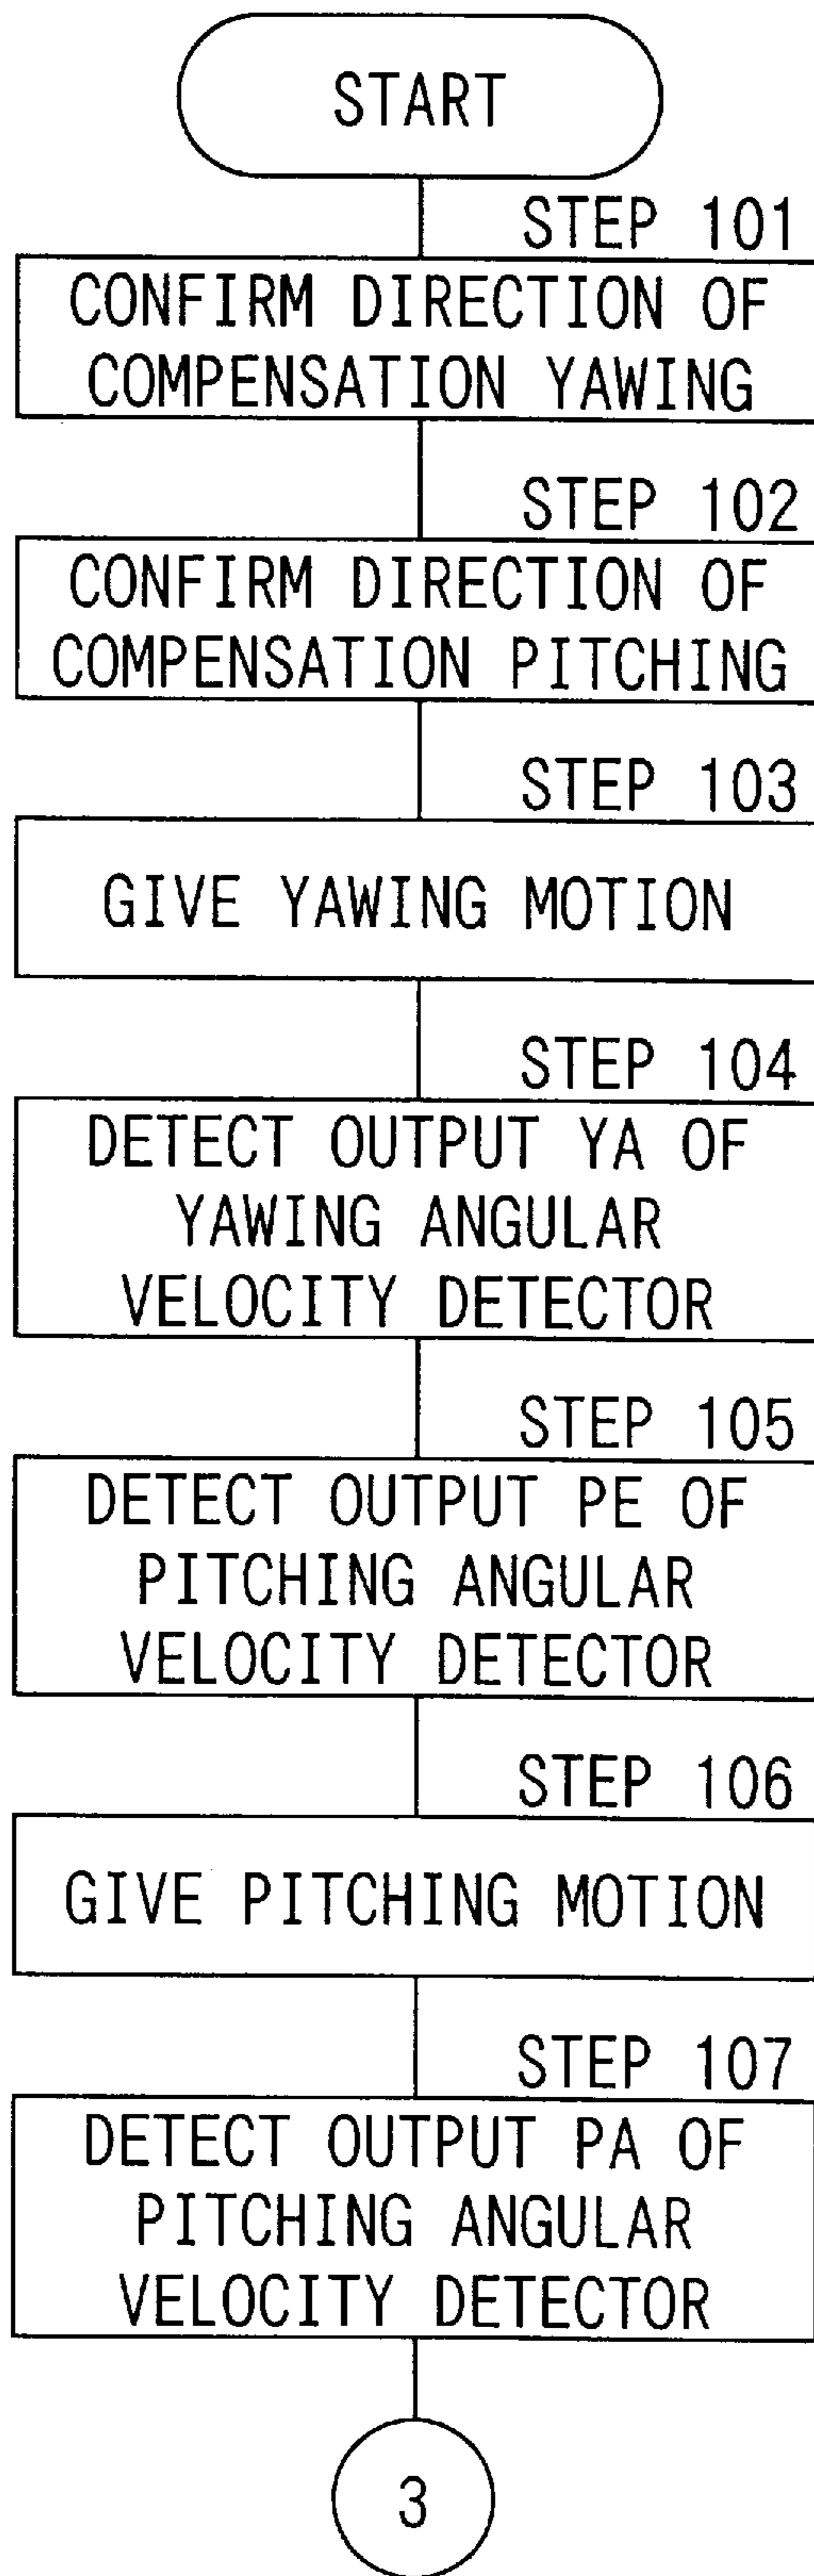 START
STEP 101
CONFIRM DIRECTION OF
COMPENSATION YAWING
STEP 102
CONFIRM DIRECTION OF
COMPENSATION PITCHING
STEP 103
GIVE YAWING MOTION
STEP 104
DETECT OUTPUT YA OF
YAWING ANGULAR
VELOCITY DETECTOR
STEP 105
DETECT OUTPUT PE OF
PITCHING ANGULAR
VELOCITY DETECTOR
STEP 106
GIVE PITCHING MOTION
STEP 107
DETECT OUTPUT PA OF
PITCHING ANGULAR
VELOCITY DETECTOR
3